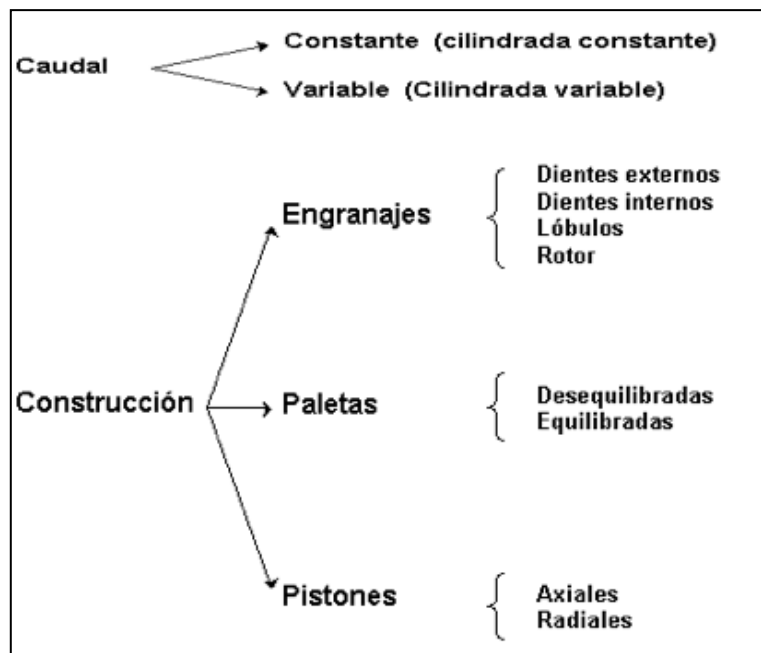 Caudal
Constante (cilindrada constante)
Variable (Cilindrada variable)
Construcción
Engranajes
Dientes externos
Dientes internos
Lóbulos
Rotor
Paletas
Desequilibradas
Equilibradas
Pistones
Axiales
Radiales